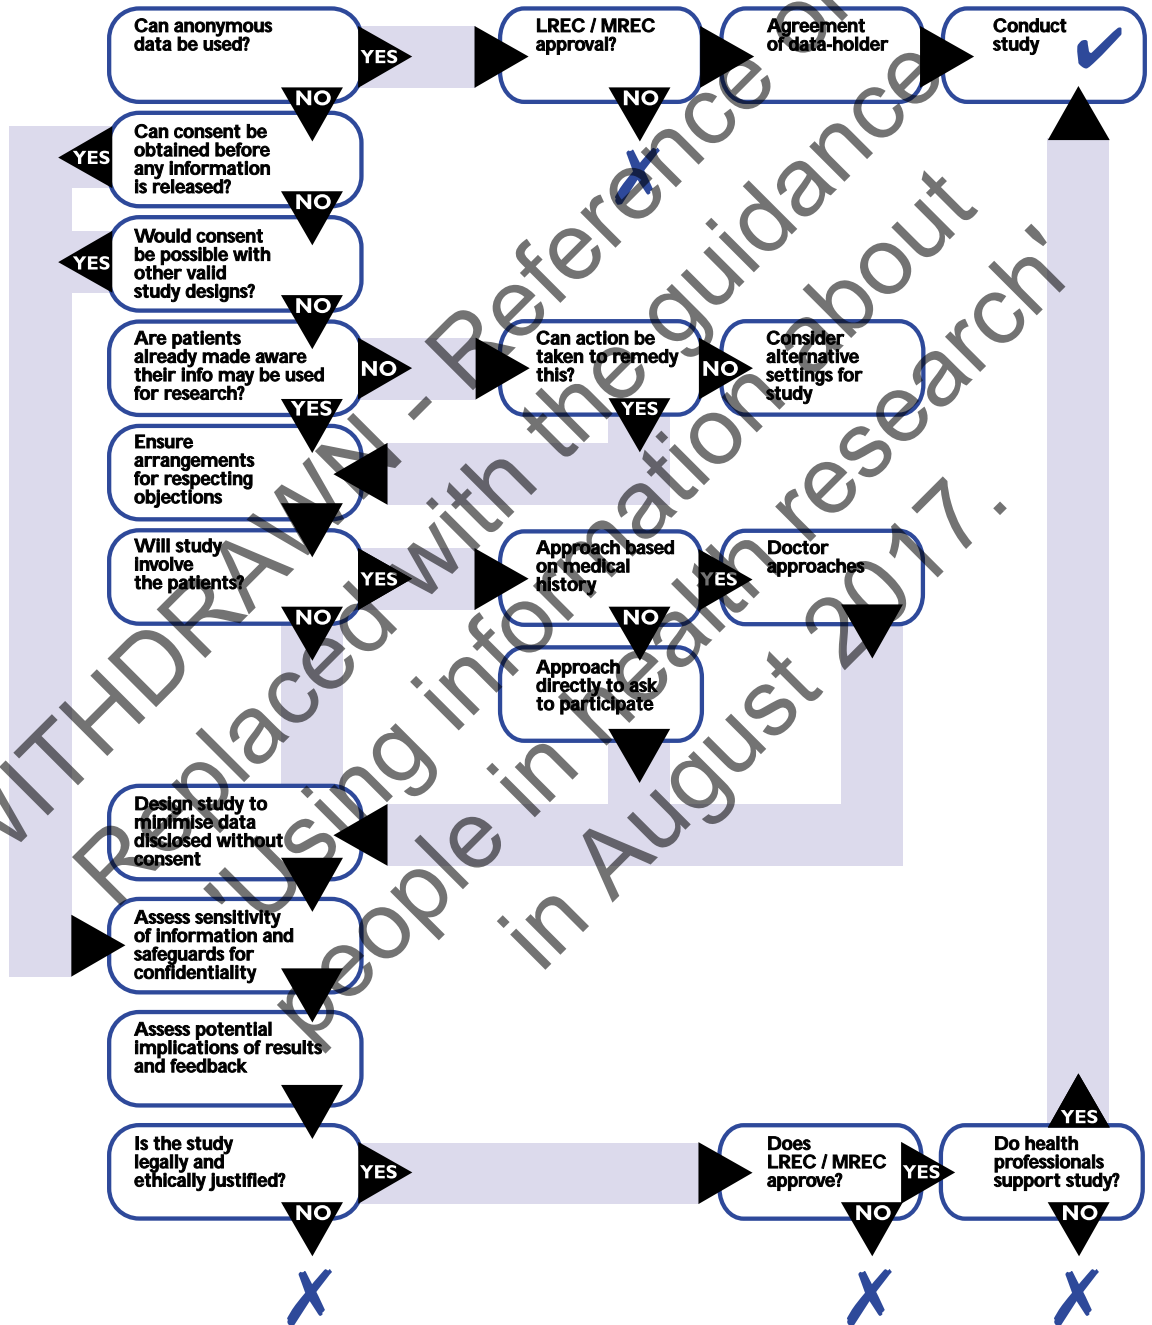 Can anonymous
data be used?
YES
NO
LREC / MREC
approval?
NO
Agreement
of data-holder
Conduct
study
Can consent be
obtained before
any information
is released?
YES
NO
Would consent
be possible with
other valid
study designs?
YES
NO
Are patients
already made aware
their info may be used
for research?
NO
YES
Can action be
taken to remedy
this?
NO
YES
Consider
alternative
settings for
study
Ensure
arrangements
for respecting
objections
Will study
involve
the patients?
YES
NO
Approach based
on medical
history
YES
NO
Doctor
approaches
Approach
directly to ask
to participate
Design study to
minimise data
disclosed without
consent
Assess sensitivity
of information and
safeguards for
confidentiality
Assess potential
implications of results
and feedback
Is the study
legally and
ethically justified?
YES
NO
Does
LREC / MREC
approve?
YES
NO
Do health
professionals
support study?
YES
NO
WITHDRAWN - Reference
Replaced with the guidance
'Using information about
people in health research'
in August 2017.